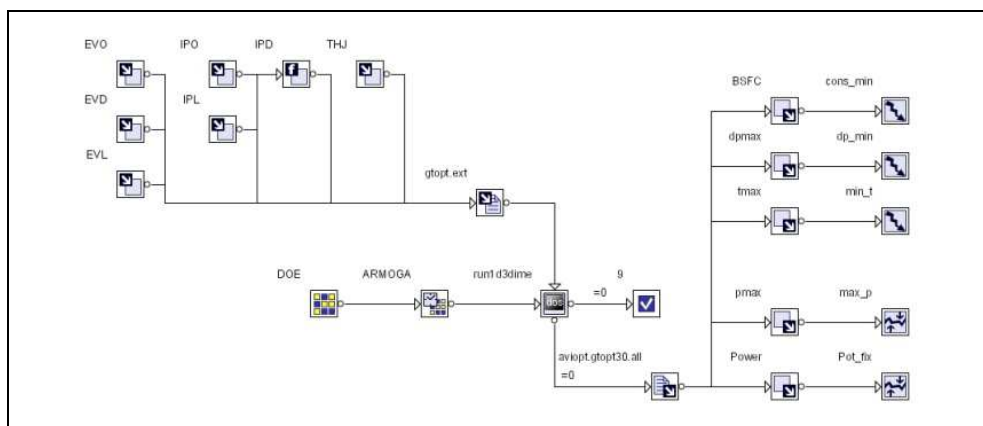 EVO IPO IPD THJ
BSFC cons_min
EVD IPL
dpmax dp_min
EVL
gtopt.ext
tmax min_t
DOE ARMOGA run1d3dime 9
=0
dos
pmax max_p
aviopt.gtopt30.all
=0
Power Pot_fix